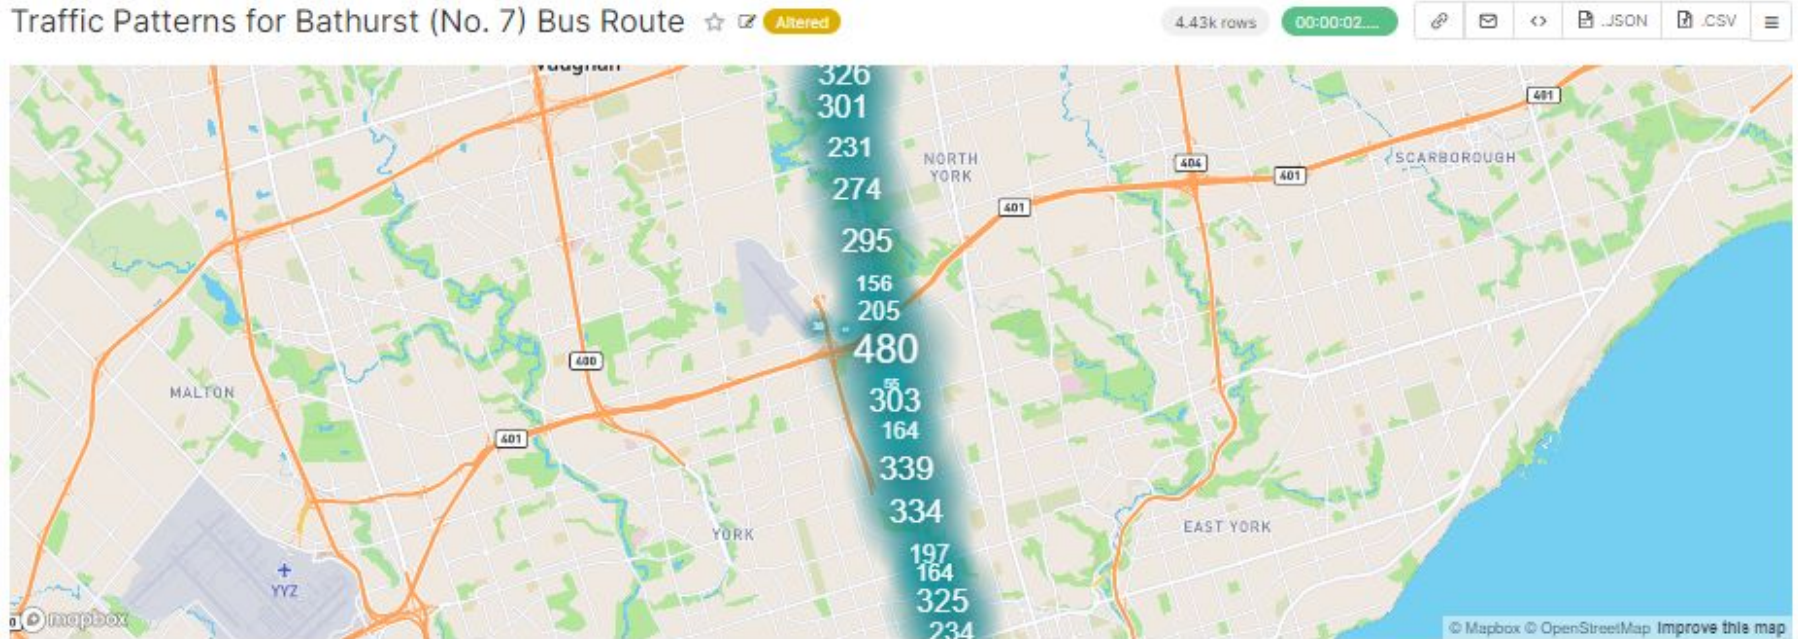 Traffic Patterns for Bathurst (No. 7) Bus Route
Altered
4.43k rows
00:00:02....
.JSON
.CSV
Vaughan
326
301
401
231
NORTH
YORK
404
SCARBOROUGH
401
274
401
295
156
205
480
400
MALTON
303
164
401
339
334
YORK
EAST YORK
197
164
YYZ
325
234
mapbox
© Mapbox © OpenStreetMap Improve this map